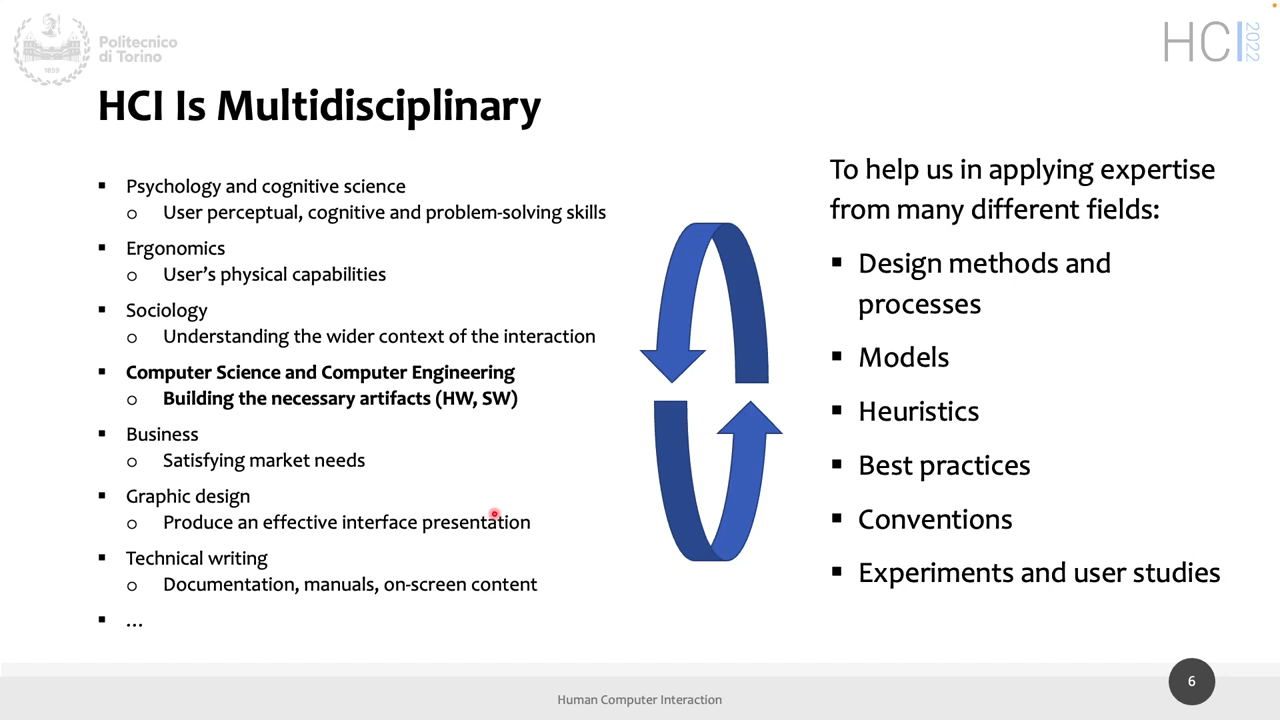 Politecnico
di Torino
1859
HCI 2022
HCI Is Multidisciplinary
▪ Psychology and cognitive science
o User perceptual, cognitive and problem-solving skills
▪ Ergonomics
o User's physical capabilities
▪ Sociology
o Understanding the wider context of the interaction
▪ Computer Science and Computer Engineering
o Building the necessary artifacts (HW, SW)
▪ Business
o Satisfying market needs
▪ Graphic design
o Produce an effective interface presentation
▪ Technical writing
o Documentation, manuals, on-screen content
▪ ...
To help us in applying expertise
from many different fields:
▪ Design methods and
processes
▪ Models
▪ Heuristics
▪ Best practices
▪ Conventions
▪ Experiments and user studies
Human Computer Interaction
6